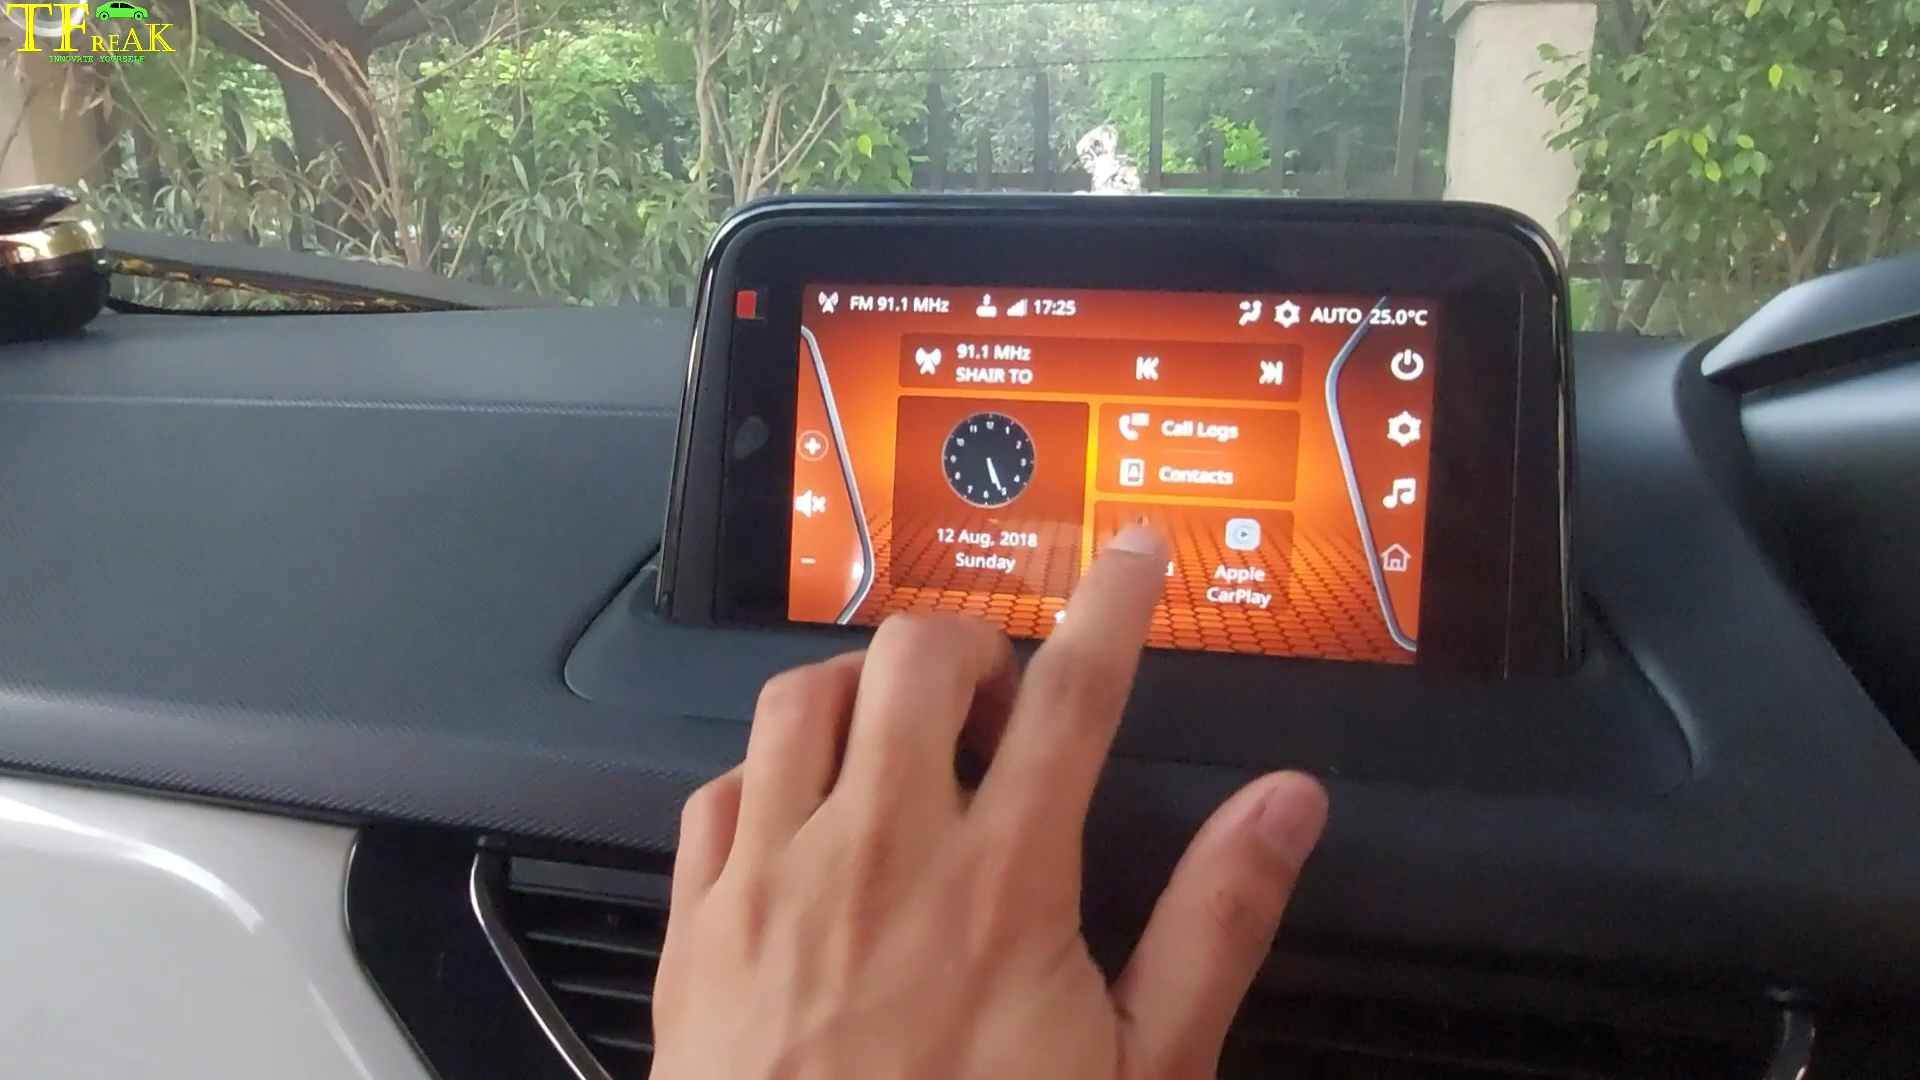 TFREAK
INNOVATE YOURSELF
FM 91.1 MHz
17:25
AUTO 25.0°C
91.1 MHz
SHAIR TO
Call Logs
Contacts
12 Aug, 2018
Sunday
Apple
CarPlay